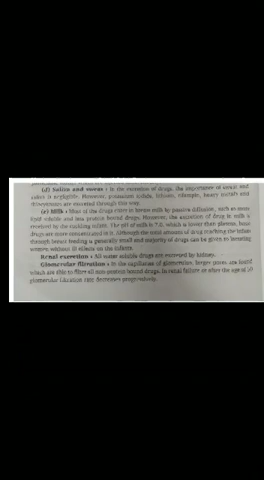 (d) Saliva and sweat : In the excretion of drugs, the importance of sweat and
saliva is negligible. However, potassium iodide, lithium, rifampin, heavy metals and
are excreted through this way.
(e) Milk : Most of the drugs enter in breast milk by passive diffusion, such as more
lipid soluble and less protein bound drugs. However, the excretion of drug in milk is
received by the suckling infant. The pH of milk is 7.0, which is lower than plasma, basic
drugs are more concentrated in it. Although the total amount of drug reaching the infant
through breast feeding is generally small and majority of drugs can be given to lactating
women without ill effects on the infants.
Renal excretion : All water soluble drugs are excreted by kidney.
Glomerular filtration : In the capillaries of glomerulus, larger pores are found
which are able to filter all non-protein bound drugs. In renal failure or after the age of 50
glomerular filtration rate decreases progressively.